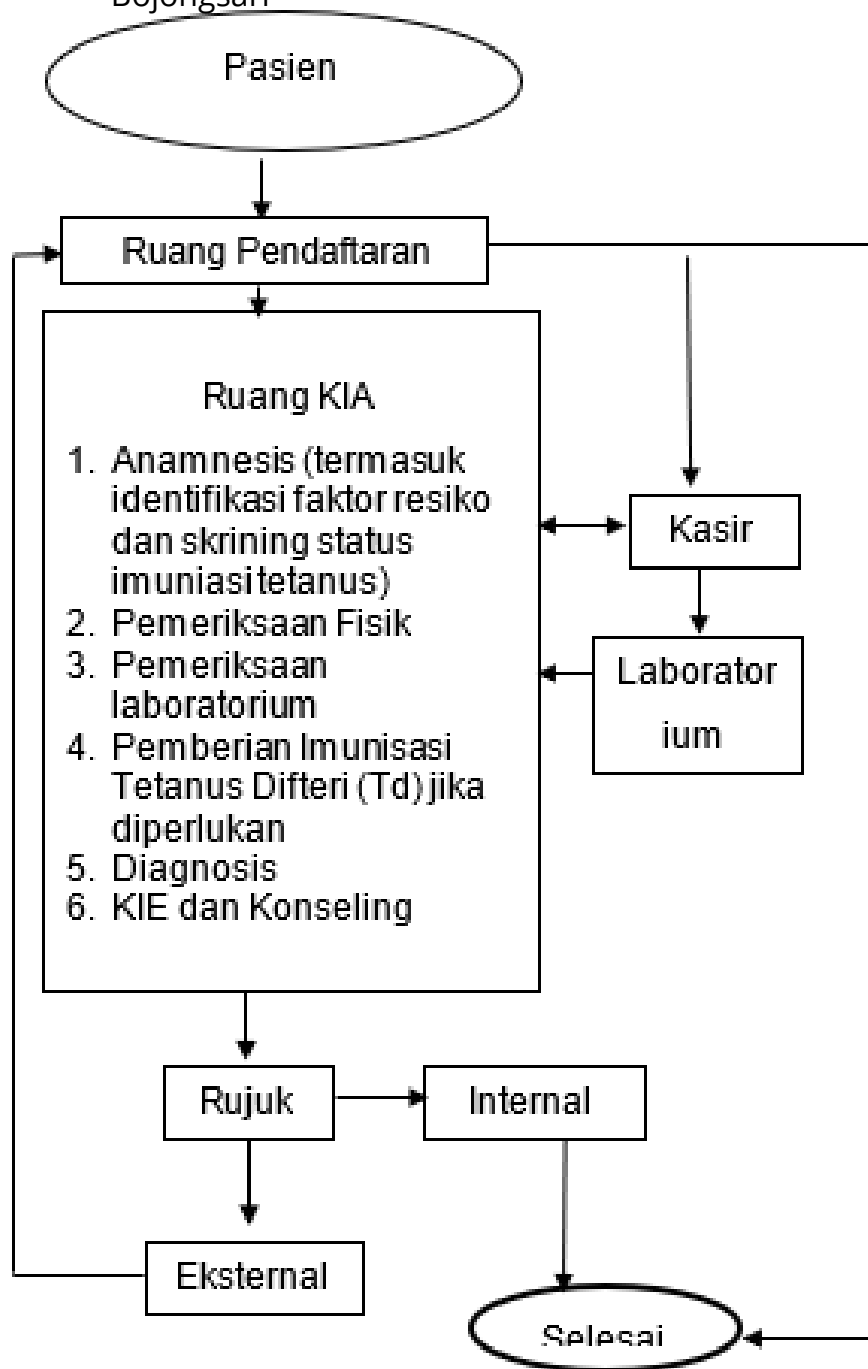 Bojongsari
Pasien
Ruang Pendaftaran
Ruang KIA
1. Anamnesis (termasuk
identifikasi faktor resiko
dan skrining status
imuniasi tetanus)
2. Pemeriksaan Fisik
3. Pemeriksaan
laboratorium
4. Pemberian Imunisasi
Tetanus Difteri (Td) jika
diperlukan
5. Diagnosis
6. KIE dan Konseling
Kasir
Laborator
ium
Rujuk
Internal
Eksternal
Selesai